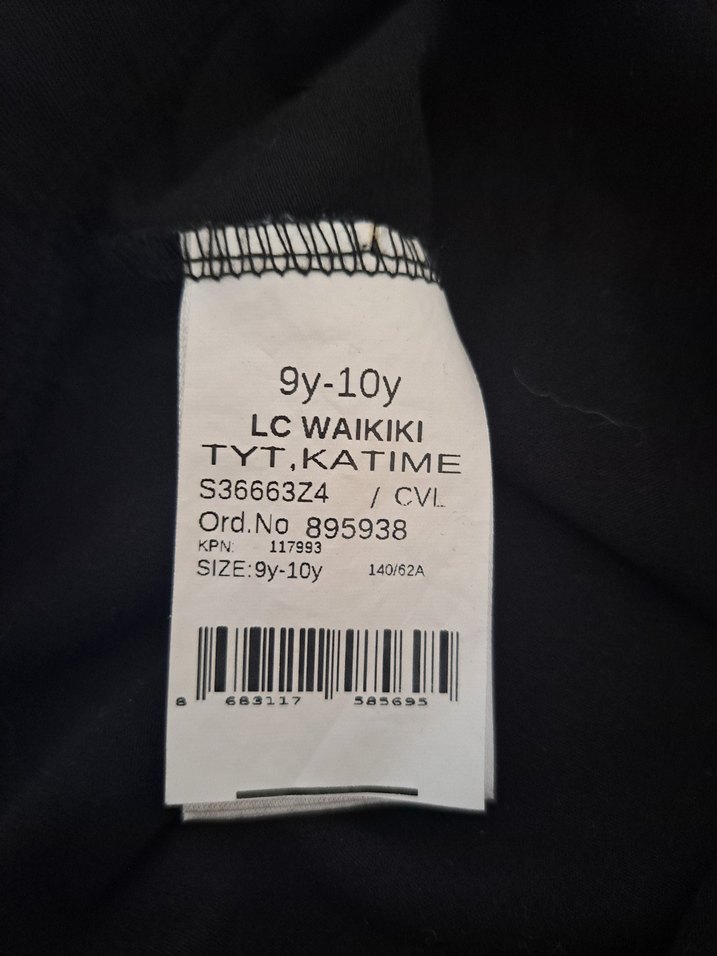 9y-10y
LC WAIKIKI
TYT,KATIME
S36663Z4 / CVL
Ord.No 895938
KPN: 117993
SIZE:9y-10y 140/62A
8 683117 585695